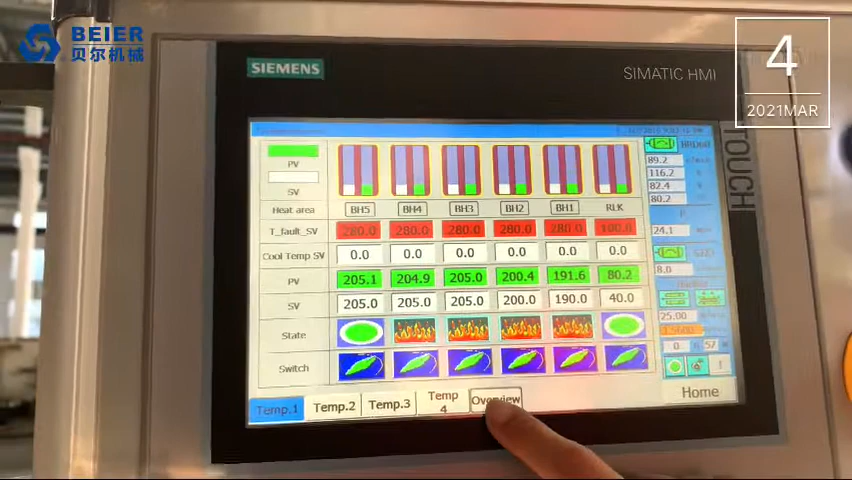 BEIER
贝尔机械
4
2021MAR
SIEMENS
SIMATIC HMI
TOUCH
PV
SV
Heat area BH5 BH4 BH3 BH2 BH1 RLK
T_fault_SV 280.0 280.0 280.0 280.0 280.0 100.0
Cool Temp SV 0.0 0.0 0.0 0.0 0.0 0.0
PV 205.1 204.9 205.0 200.4 191.6 80.2
SV 205.0 205.0 205.0 200.0 190.0 40.0
State
Switch
89.2
116.2
82.4
80.2
24.1
8.0
25.00
0
57
Temp.1 Temp.2 Temp.3 Temp 4 Overview
Home